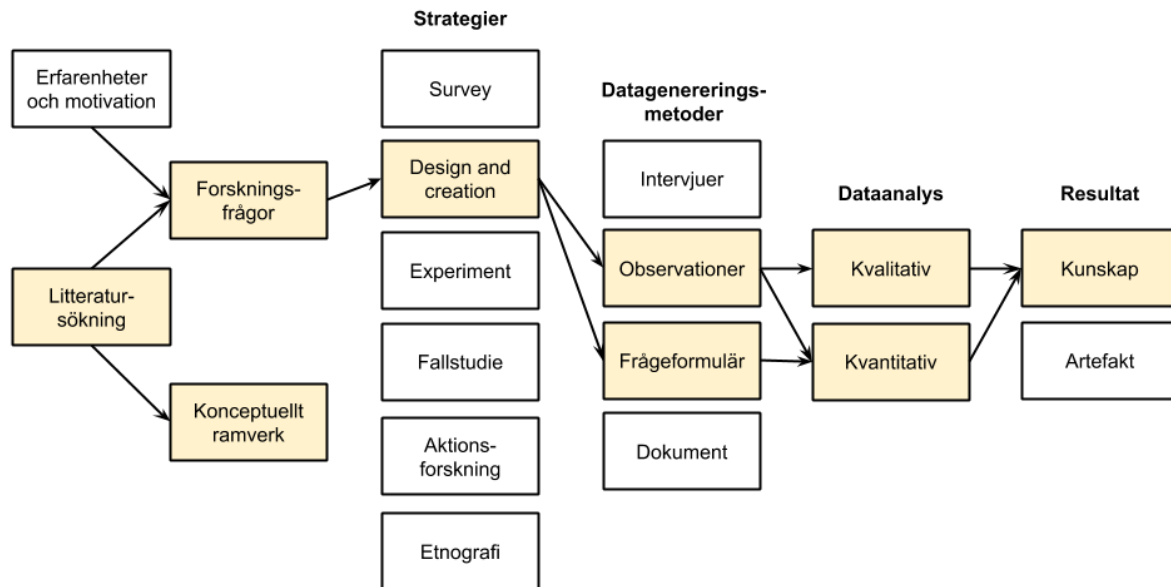 Strategier
Erfarenheter
och motivation
Litteratur-
sökning
Forsknings-
frågor
Konceptuellt
ramverk
Survey
Design and
creation
Experiment
Fallstudie
Aktions-
forskning
Etnografi
Datagenererings-
metoder
Intervjuer
Observationer
Frågeformulär
Dokument
Dataanalys
Kvalitativ
Kvantitativ
Resultat
Kunskap
Artefakt